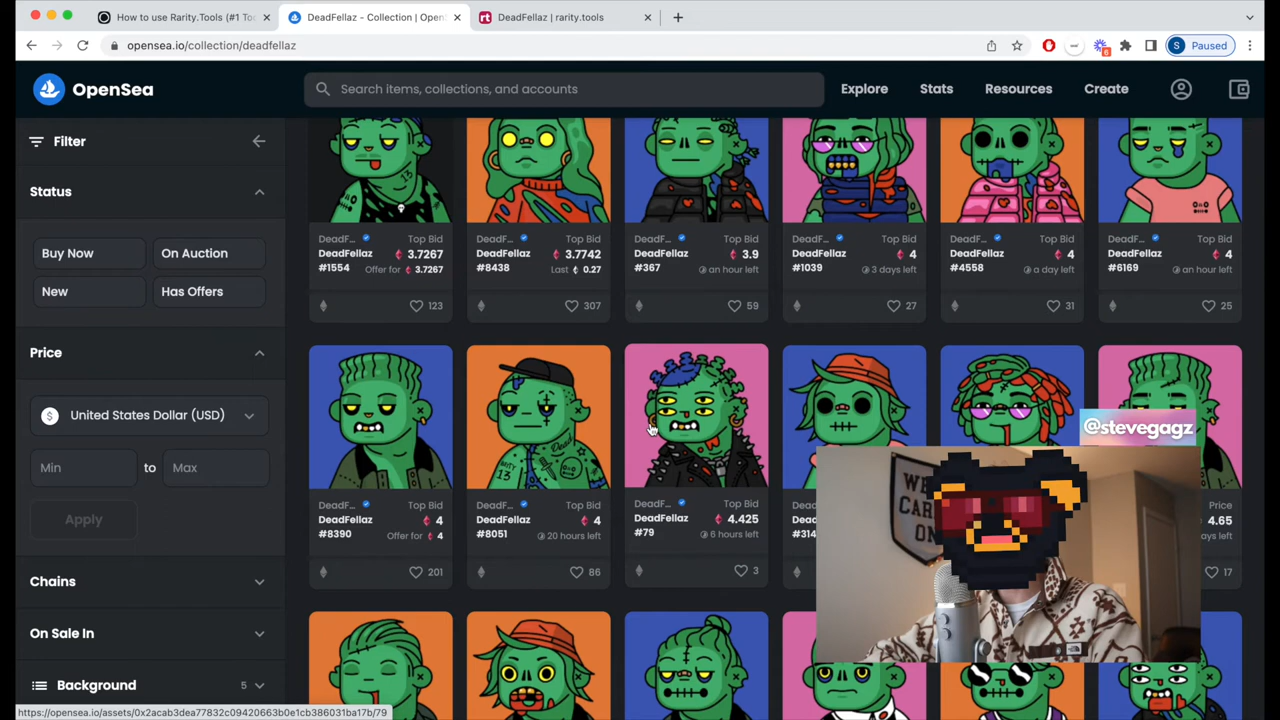 How to use Rarity.Tools (#1 Too
DeadFellaz - Collection | Open
DeadFellaz | rarity.tools
opensea.io/collection/deadfellaz
6
S Paused
OpenSea
Search items, collections, and accounts
Explore
Stats
Resources
Create
Filter
Status
Buy Now
On Auction
New
Has Offers
Price
$ United States Dollar (USD)
Min to Max
Apply
Chains
On Sale In
Background 5
DeadF... Top Bid
DeadFellaz 3.7267
#1554 Offer for 3.7267
123
DeadF... Top Bid
DeadFellaz 3.7742
#8438 Last 0.27
307
DeadF... Top Bid
DeadFellaz 3.9
#367 an hour left
59
DeadF... Top Bid
DeadFellaz 4
#1039 3 days left
27
DeadF... Top Bid
DeadFellaz 4
#4558 a day left
31
DeadF... Top Bid
DeadFellaz 4
#6169 an hour left
25
DeadF... Top Bid
DeadFellaz 4
#8390 Offer for 4
201
DeadF... Top Bid
DeadFellaz 4
#8051 20 hours left
86
DeadF... Top Bid
DeadFellaz 4.425
#79 6 hours left
3
Price
4.65
17
@stevegagz
WE
CAR
ON
https://opensea.io/assets/0x2acab3dea77832c09420663b0e1cb386031ba17b/79